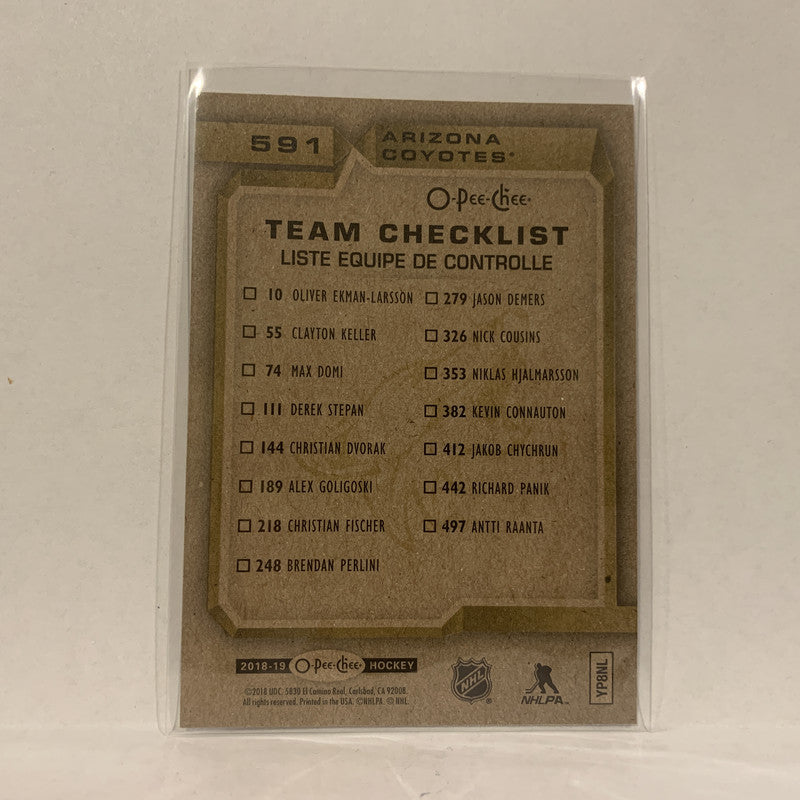 591
ARIZONA
COYOTES
O-Pee-Chee
TEAM CHECKLIST
LISTE EQUIPE DE CONTROLLE
10 OLIVER EKMAN-LARSSON
55 CLAYTON KELLER
74 MAX DOMI
111 DEREK STEPAN
144 CHRISTIAN DVORAK
189 ALEX GOLIGOSKI
218 CHRISTIAN FISCHER
248 BRENDAN PERLINI
279 JASON DEMERS
326 NICK COUSINS
353 NIKLAS HJALMARSSON
382 KEVIN CONNAUTON
412 JAKOB CHYCHRUN
442 RICHARD PANIK
497 ANTTI RAANTA
2018-19 O-Pee-Chee HOCKEY
©2018 UDC. 5830 El Camino Real, Carlsbad, CA 92008.
All rights reserved. Printed in the USA. ©NHLPA. © NHL.
NHL
NHLPA™
YP8NL